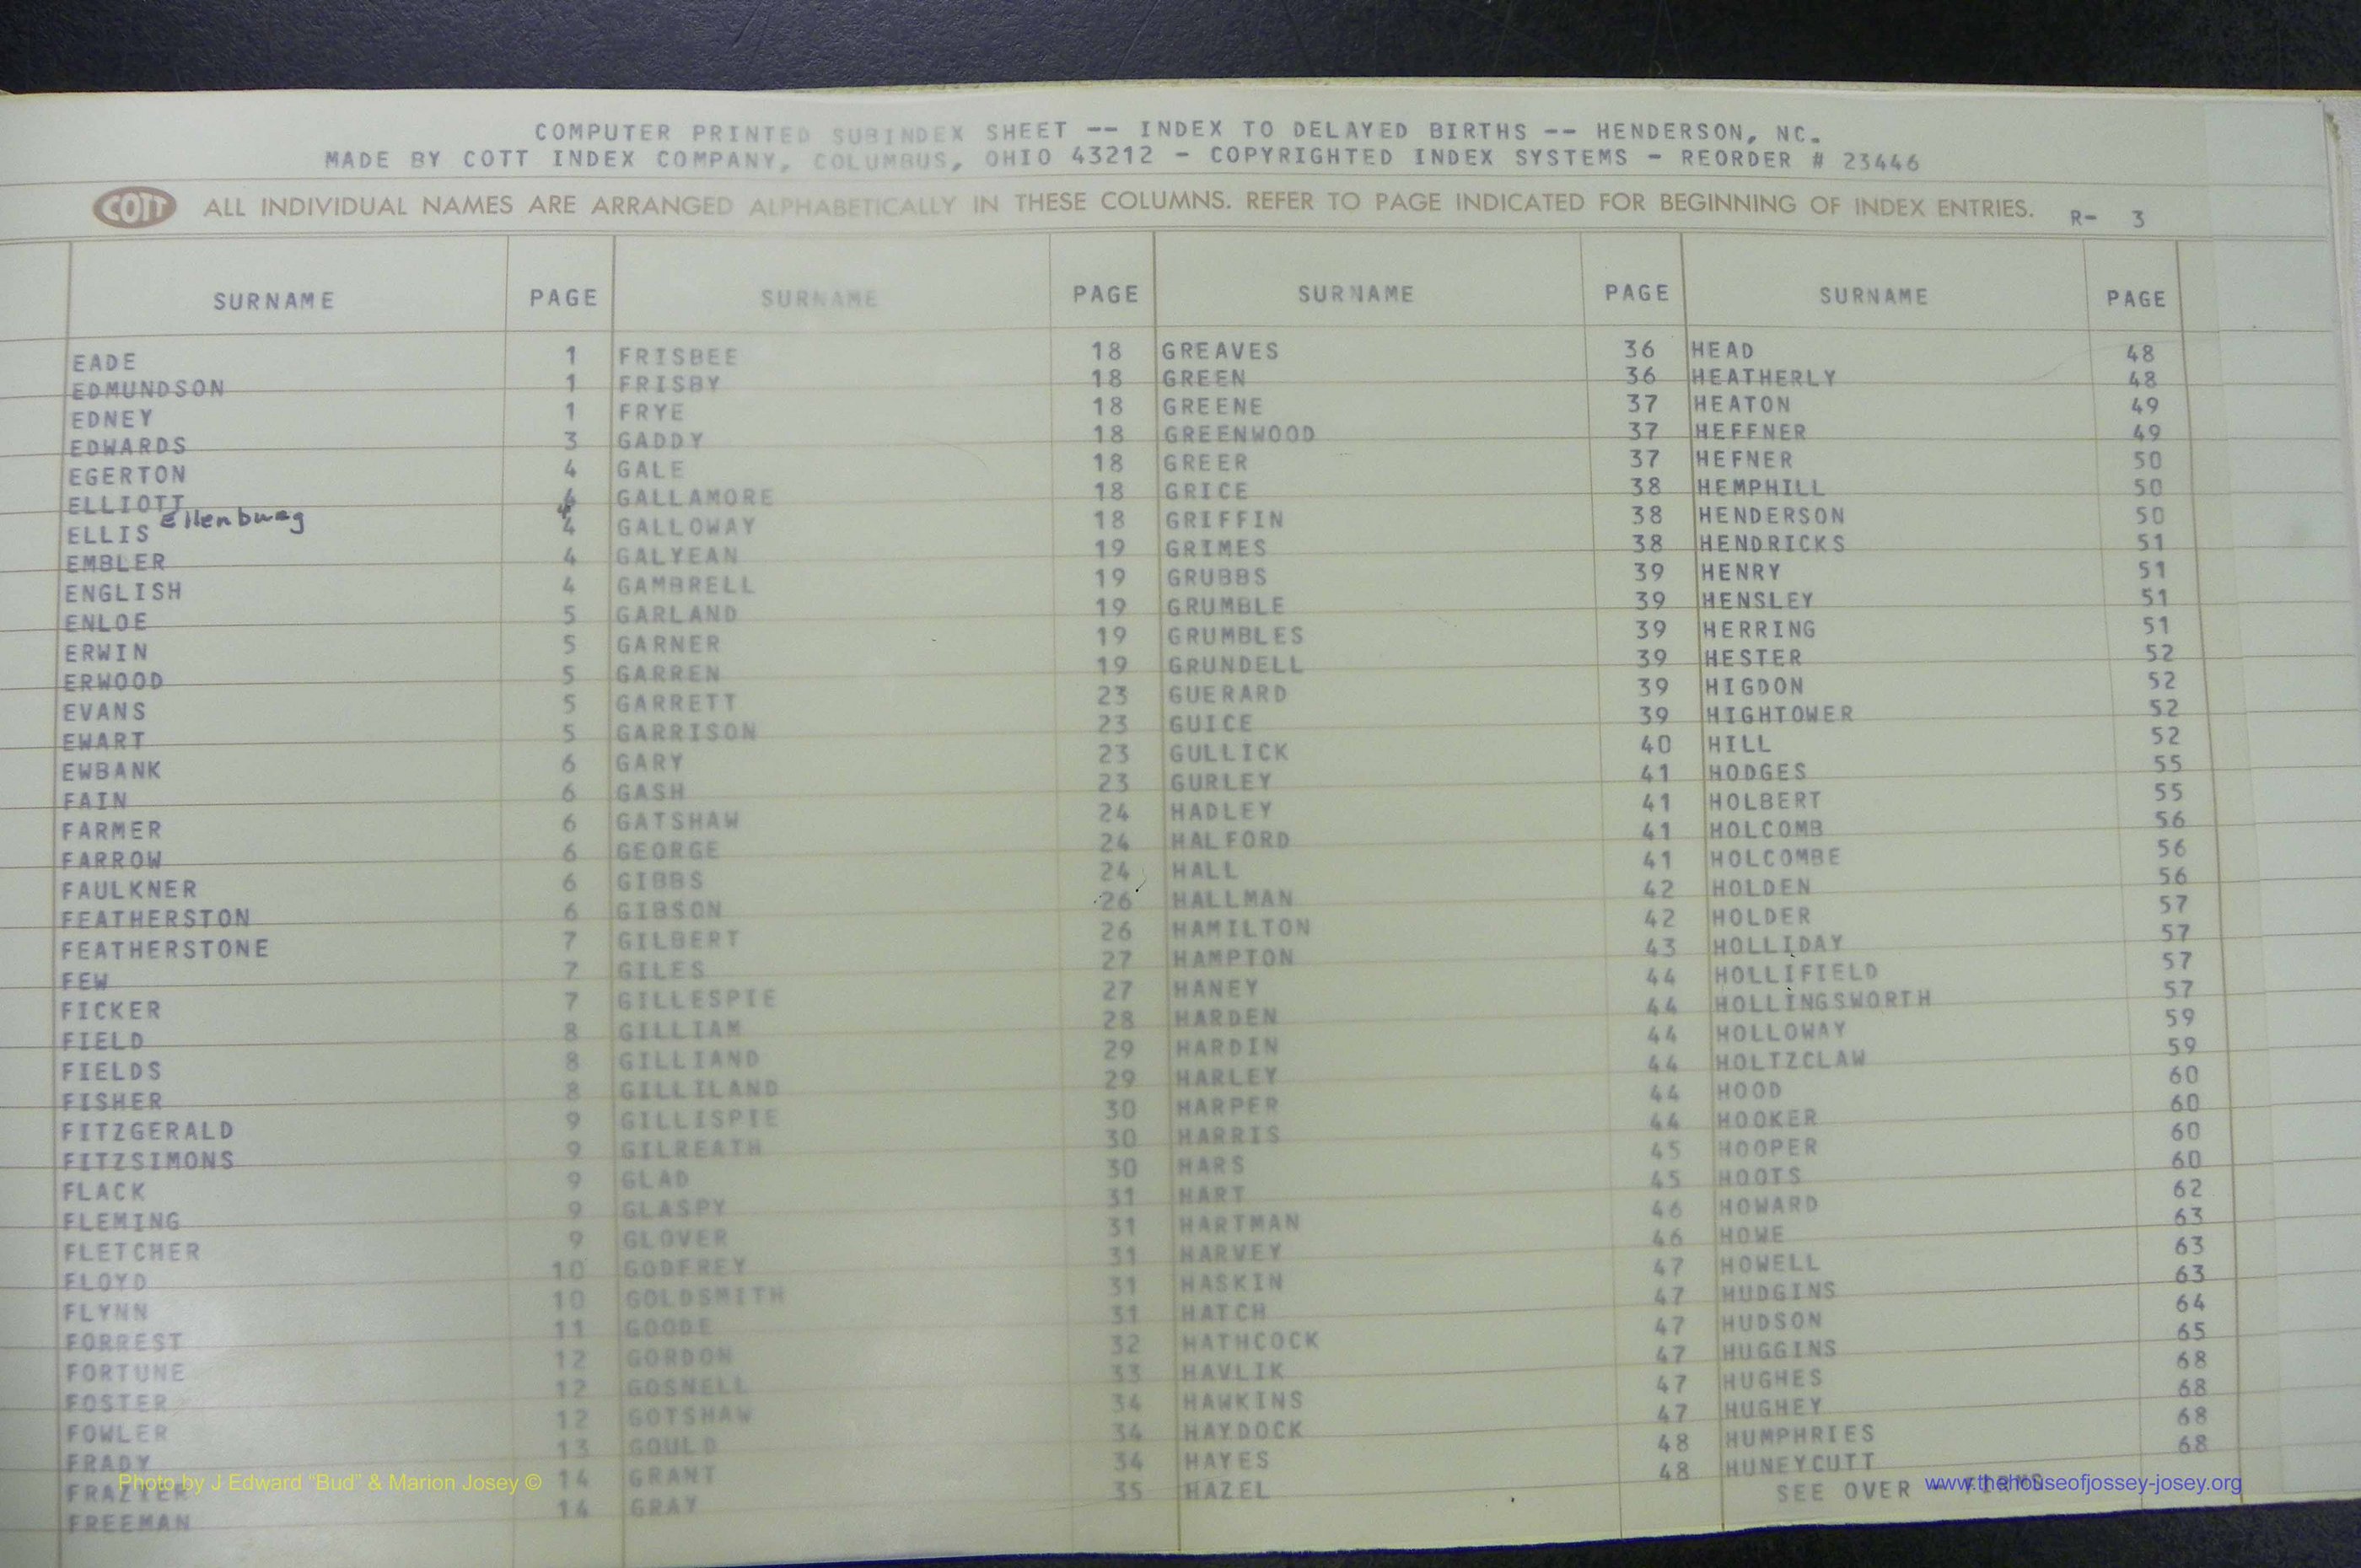 COMPUTER PRINTED SUBINDEX SHEET -- INDEX TO DELAYED BIRTHS -- HENDERSON, NC.
MADE BY COTT INDEX COMPANY, COLUMBUS, OHIO 43212 - COPYRIGHTED INDEX SYSTEMS - REORDER # 23446
COTT ALL INDIVIDUAL NAMES ARE ARRANGED ALPHABETICALLY IN THESE COLUMNS. REFER TO PAGE INDICATED FOR BEGINNING OF INDEX ENTRIES. R- 3
SURNAME PAGE SURNAME PAGE SURNAME PAGE SURNAME PAGE
EADE 1 FRISBEE 18 GREAVES 36 HEAD 48
EDMUNDSON 1 FRISBY 18 GREEN 36 HEATHERLY 48
EDNEY 1 FRYE 18 GREENE 37 HEATON 49
EDWARDS 3 GADDY 18 GREENWOOD 37 HEFFNER 49
EGERTON 4 GALE 18 GREER 37 HEFNER 50
ELLIOTT 4 GALLAMORE 18 GRICE 38 HEMPHILL 50
Ellenburg 4
ELLIS 4 GALLOWAY 18 GRIFFIN 38 HENDERSON 50
EMBLER 4 GALYEAN 19 GRIMES 38 HENDRICKS 51
ENGLISH 4 GAMBRELL 19 GRUBBS 39 HENRY 51
ENLOE 5 GARLAND 19 GRUMBLE 39 HENSLEY 51
ERWIN 5 GARNER 19 GRUMBLES 39 HERRING 51
ERWOOD 5 GARREN 19 GRUNDELL 39 HESTER 52
EVANS 5 GARRETT 23 GUERARD 39 HIGDON 52
EWART 5 GARRISON 23 GUICE 39 HIGHTOWER 52
EWBANK 6 GARY 23 GULLICK 40 HILL 52
FAIN 6 GASH 23 GURLEY 41 HODGES 55
FARMER 6 GATSHAW 24 HADLEY 41 HOLBERT 55
FARROW 6 GEORGE 24 HALFORD 41 HOLCOMB 56
FAULKNER 6 GIBBS 24 HALL 41 HOLCOMBE 56
FEATHERSTON 6 GIBSON 26 HALLMAN 42 HOLDEN 56
FEATHERSTONE 7 GILBERT 26 HAMILTON 42 HOLDER 57
FEW 7 GILES 27 HAMPTON 43 HOLLIDAY 57
FICKER 7 GILLESPIE 27 HANEY 44 HOLLIFIELD 57
FIELD 8 GILLIAM 28 HARDEN 44 HOLLINGSWORTH 57
FIELDS 8 GILLIAND 29 HARDIN 44 HOLLOWAY 59
FISHER 8 GILLILAND 29 HARLEY 44 HOLTZCLAW 59
FITZGERALD 9 GILLISPIE 30 HARPER 44 HOOD 60
FITZSIMONS 9 GILREATH 30 HARRIS 44 HOOKER 60
FLACK 9 GLAD 30 HARS 45 HOOPER 60
FLEMING 9 GLASPY 31 HART 45 HOOTS 60
FLETCHER 9 GLOVER 31 HARTMAN 46 HOWARD 62
FLOYD 10 GODFREY 31 HARVEY 46 HOWE 63
FLYNN 10 GOLDSMITH 31 HASKIN 47 HOWELL 63
FORREST 11 GOODE 31 HATCH 47 HUDGINS 63
FORTUNE 12 GORDON 32 HATHCOCK 47 HUDSON 64
FOSTER 12 GOSNELL 33 HAVLIK 47 HUGGINS 65
FOWLER 12 GOTSHAW 34 HAWKINS 47 HUGHES 68
FRADY 13 GOULD 34 HAYDOCK 47 HUGHEY 68
FRAZIER 14 GRANT 34 HAYES 48 HUMPHRIES 68
FREEMAN 14 GRAY 35 HAZEL 48 HUNEYCUTT 68
SEE OVER
Photo by J Edward “Bud” & Marion Josey ©
www.thehouseofjossey-josey.org